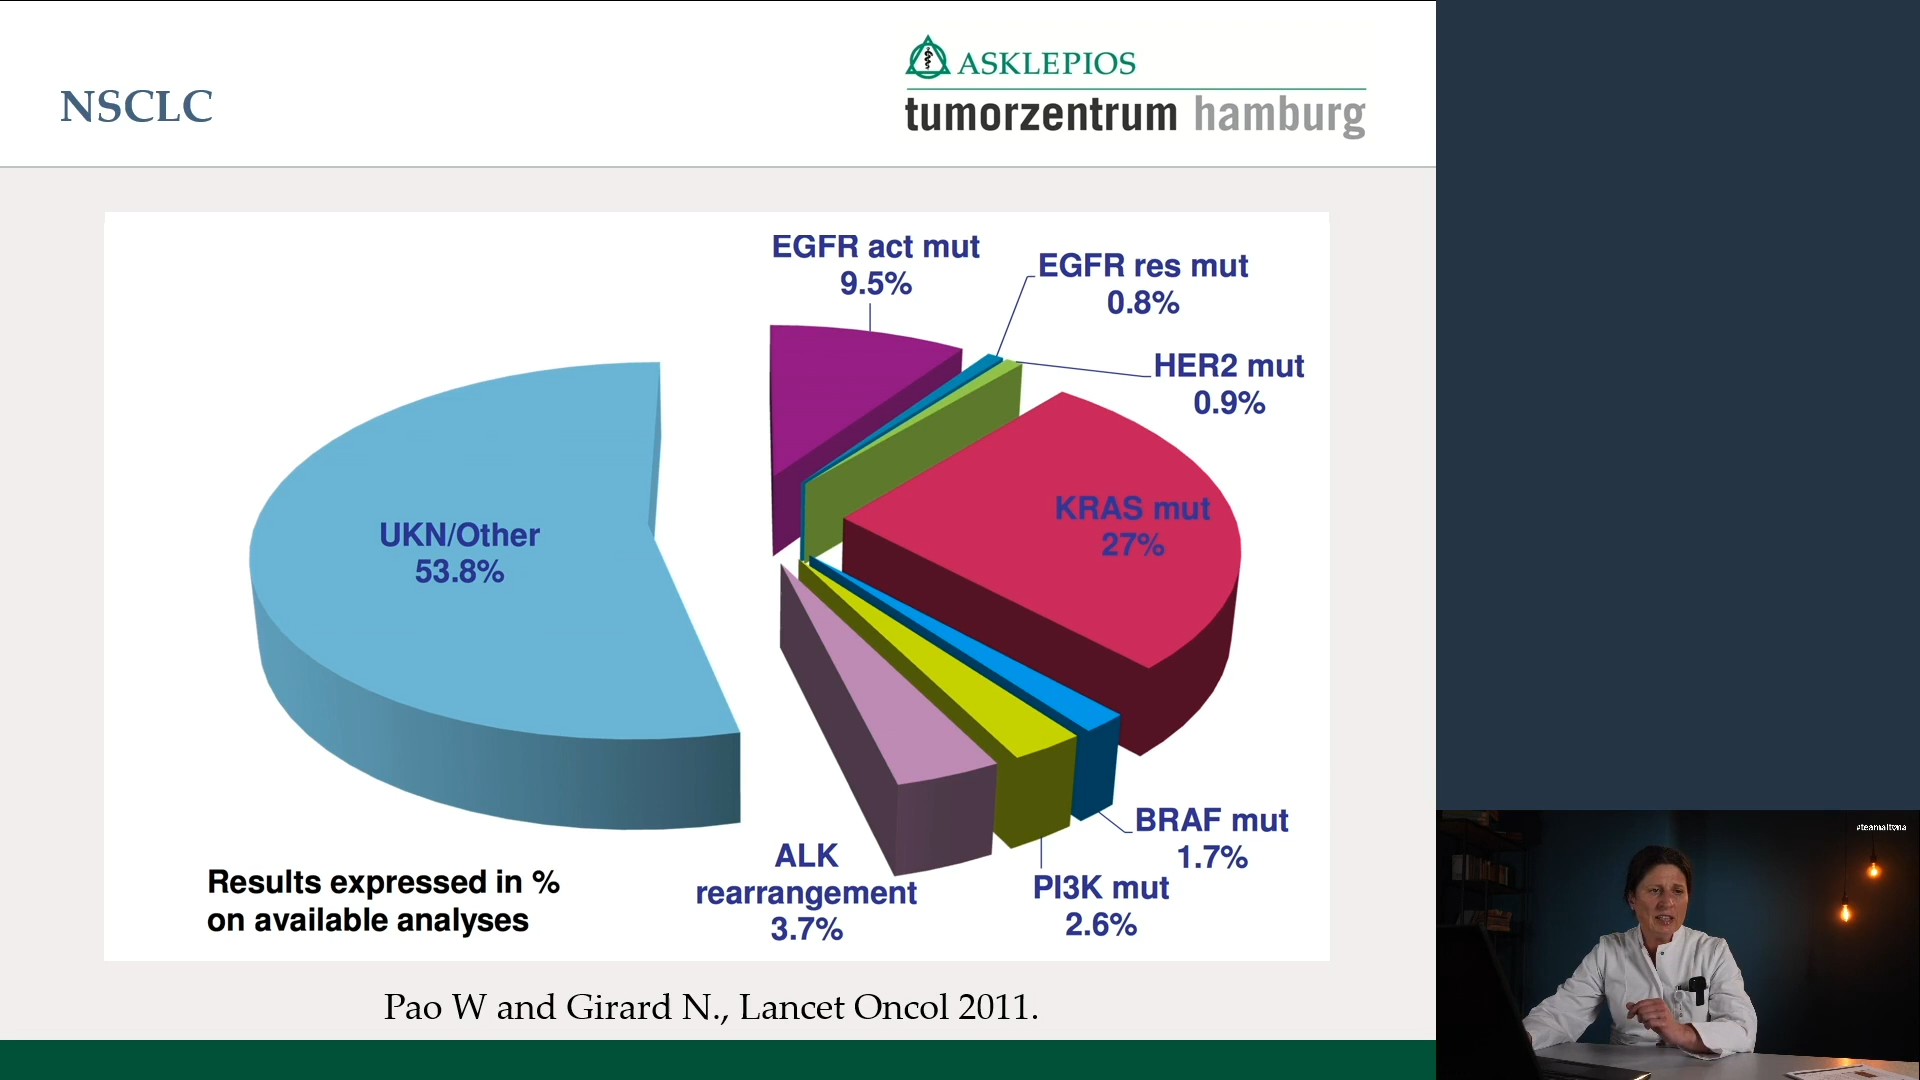 ASKLEPIOS
tumorzentrum hamburg
NSCLC
EGFR act mut
9.5%
EGFR res mut
0.8%
HER2 mut
0.9%
KRAS mut
27%
UKN/Other
53.8%
BRAF mut
1.7%
PI3K mut
2.6%
ALK
rearrangement
3.7%
Results expressed in %
on available analyses
Pao W and Girard N., Lancet Oncol 2011.
#teamaltona